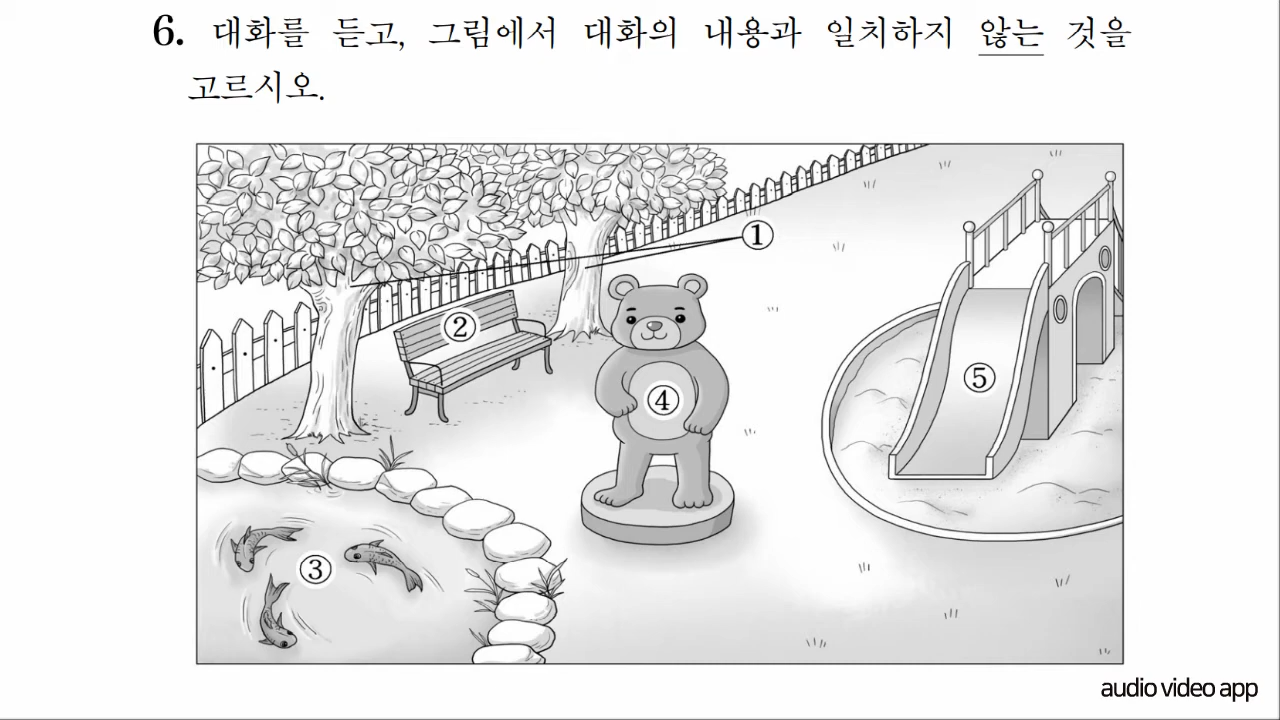 6. 대화를 듣고, 그림에서 대화의 내용과 일치하지 않는 것을
고르시오.
①
②
④
⑤
③
audio video app